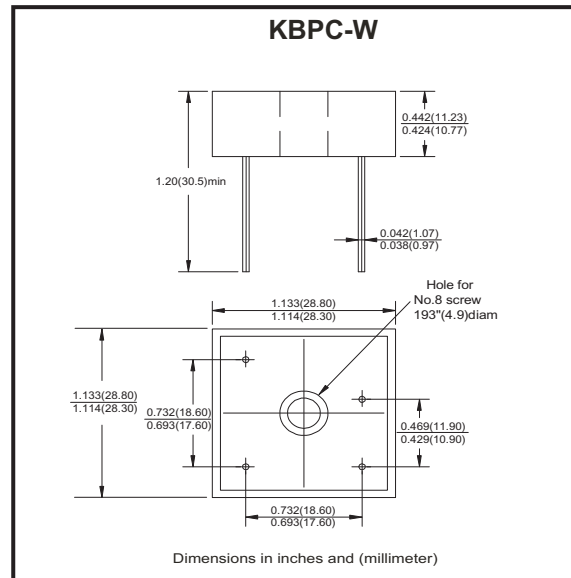 KBPC-W
0.442(11.23)
0.424(10.77)
1.20(30.5)min
0.042(1.07)
0.038(0.97)
Hole for
No.8 screw
193"(4.9)diam
1.133(28.80)
1.114(28.30)
1.133(28.80)
1.114(28.30)
0.732(18.60)
0.693(17.60)
0.469(11.90)
0.429(10.90)
0.732(18.60)
0.693(17.60)
Dimensions in inches and (millimeter)